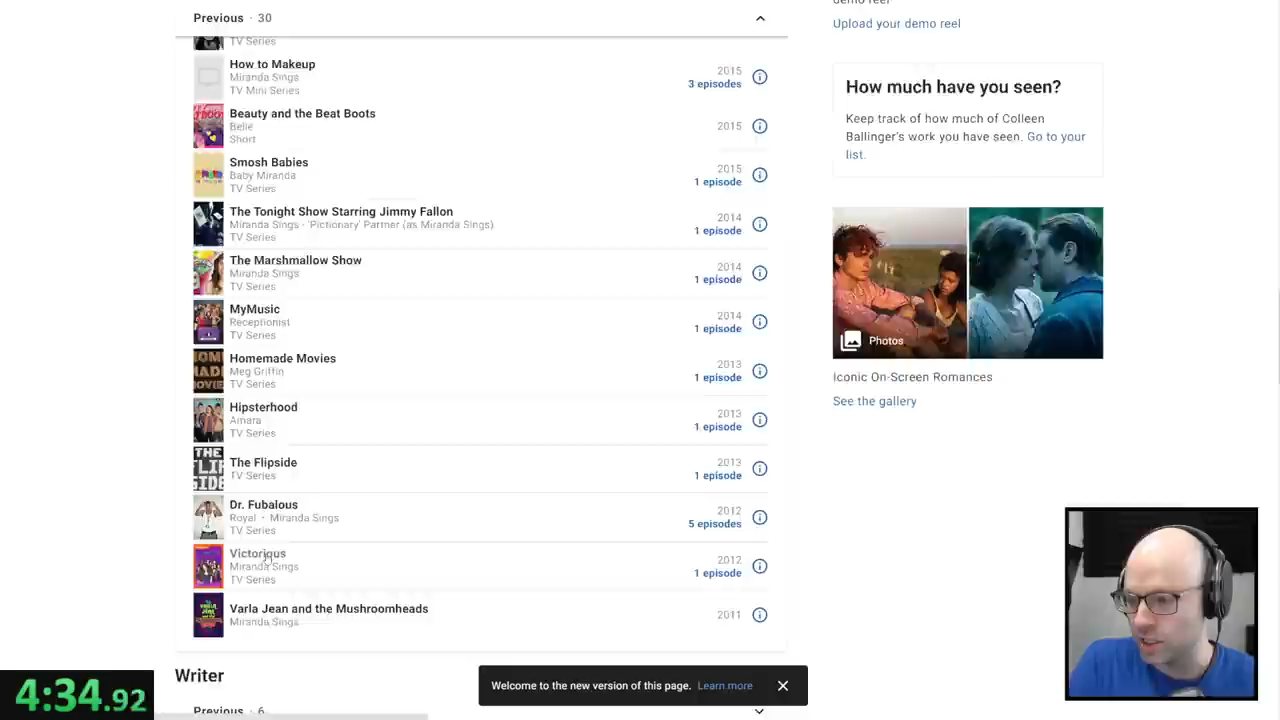 Previous · 30
TV Series
How to Makeup
Miranda Sings
TV Mini Series
2015
3 episodes
Beauty and the Beat Boots
Belle
Short
2015
Smosh Babies
Baby Miranda
TV Series
2015
1 episode
The Tonight Show Starring Jimmy Fallon
Miranda Sings · 'Pictionary' Partner (as Miranda Sings)
TV Series
2014
1 episode
The Marshmallow Show
Miranda Sings
TV Series
2014
1 episode
MyMusic
Receptionist
TV Series
2014
1 episode
HOME
MADE
MOVIES
Homemade Movies
Meg Griffin
TV Series
2013
1 episode
Hipsterhood
Amara
TV Series
2013
1 episode
THE
FLIP
SIDE
The Flipside
TV Series
2013
1 episode
Dr. Fubalous
Royal · Miranda Sings
TV Series
2012
5 episodes
Victorious
Miranda Sings
TV Series
2012
1 episode
Varla Jean and the Mushroomheads
Miranda Sings
2011
Writer
Previous · 6
demo reel
Upload your demo reel
How much have you seen?
Keep track of how much of Colleen
Ballinger's work you have seen. Go to your
list.
Photos
Iconic On-Screen Romances
See the gallery
Welcome to the new version of this page. Learn more
4:34.92